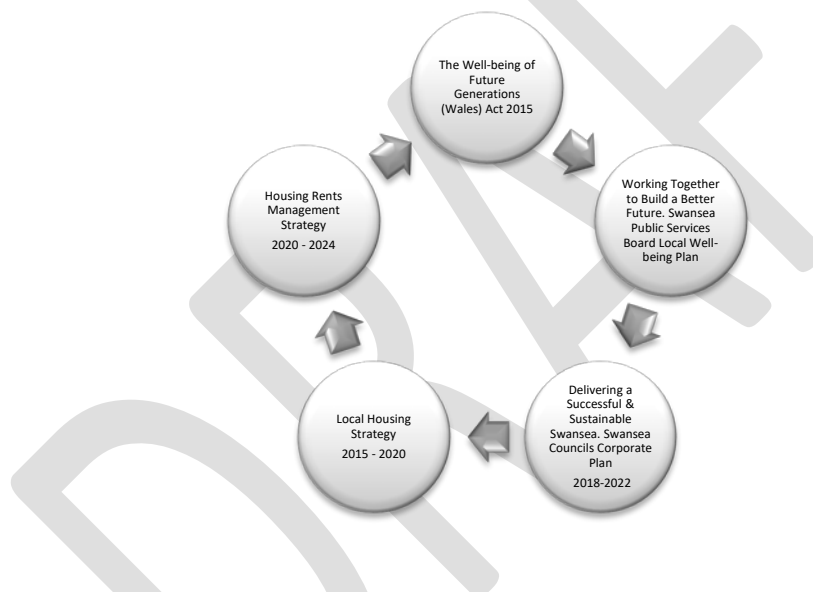 The Well-being of
Future
Generations
(Wales) Act 2015
Working Together
to Build a Better
Future. Swansea
Public Services
Board Local Well-
being Plan
Delivering a
Successful &
Sustainable
Swansea. Swansea
Councils Corporate
Plan
2018-2022
Local Housing
Strategy
2015 - 2020
Housing Rents
Management
Strategy
2020 - 2024